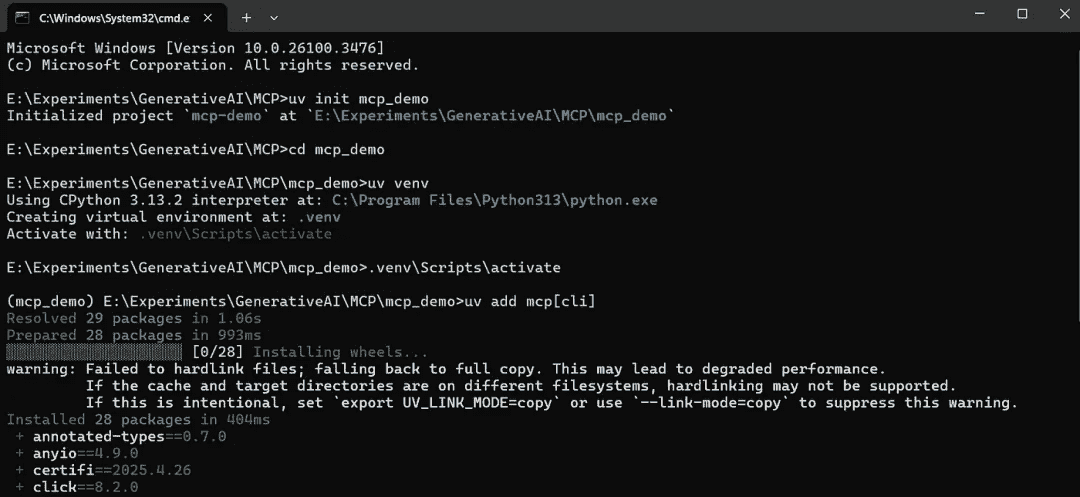 C:\Windows\System32\cmd.e
Microsoft Windows [Version 10.0.26100.3476]
(c) Microsoft Corporation. All rights reserved.
E:\Experiments\GenerativeAI\MCP>uv init mcp_demo
Initialized project `mcp-demo` at `E:\Experiments\GenerativeAI\MCP\mcp_demo`
E:\Experiments\GenerativeAI\MCP>cd mcp_demo
E:\Experiments\GenerativeAI\MCP\mcp_demo>uv venv
Using CPython 3.13.2 interpreter at: C:\Program Files\Python313\python.exe
Creating virtual environment at: .venv
Activate with: .venv\Scripts\activate
E:\Experiments\GenerativeAI\MCP\mcp_demo>.venv\Scripts\activate
(mcp_demo) E:\Experiments\GenerativeAI\MCP\mcp_demo>uv add mcp[cli]
Resolved 29 packages in 1.06s
Prepared 28 packages in 993ms
░░░░░░░░░░░░░░░░░░░░ [0/28] Installing wheels...
warning: Failed to hardlink files; falling back to full copy. This may lead to degraded performance.
If the cache and target directories are on different filesystems, hardlinking may not be supported.
If this is intentional, set `export UV_LINK_MODE=copy` or use `--link-mode=copy` to suppress this warning.
Installed 28 packages in 404ms
+ annotated-types==0.7.0
+ anyio==4.9.0
+ certifi==2025.4.26
+ click==8.2.0